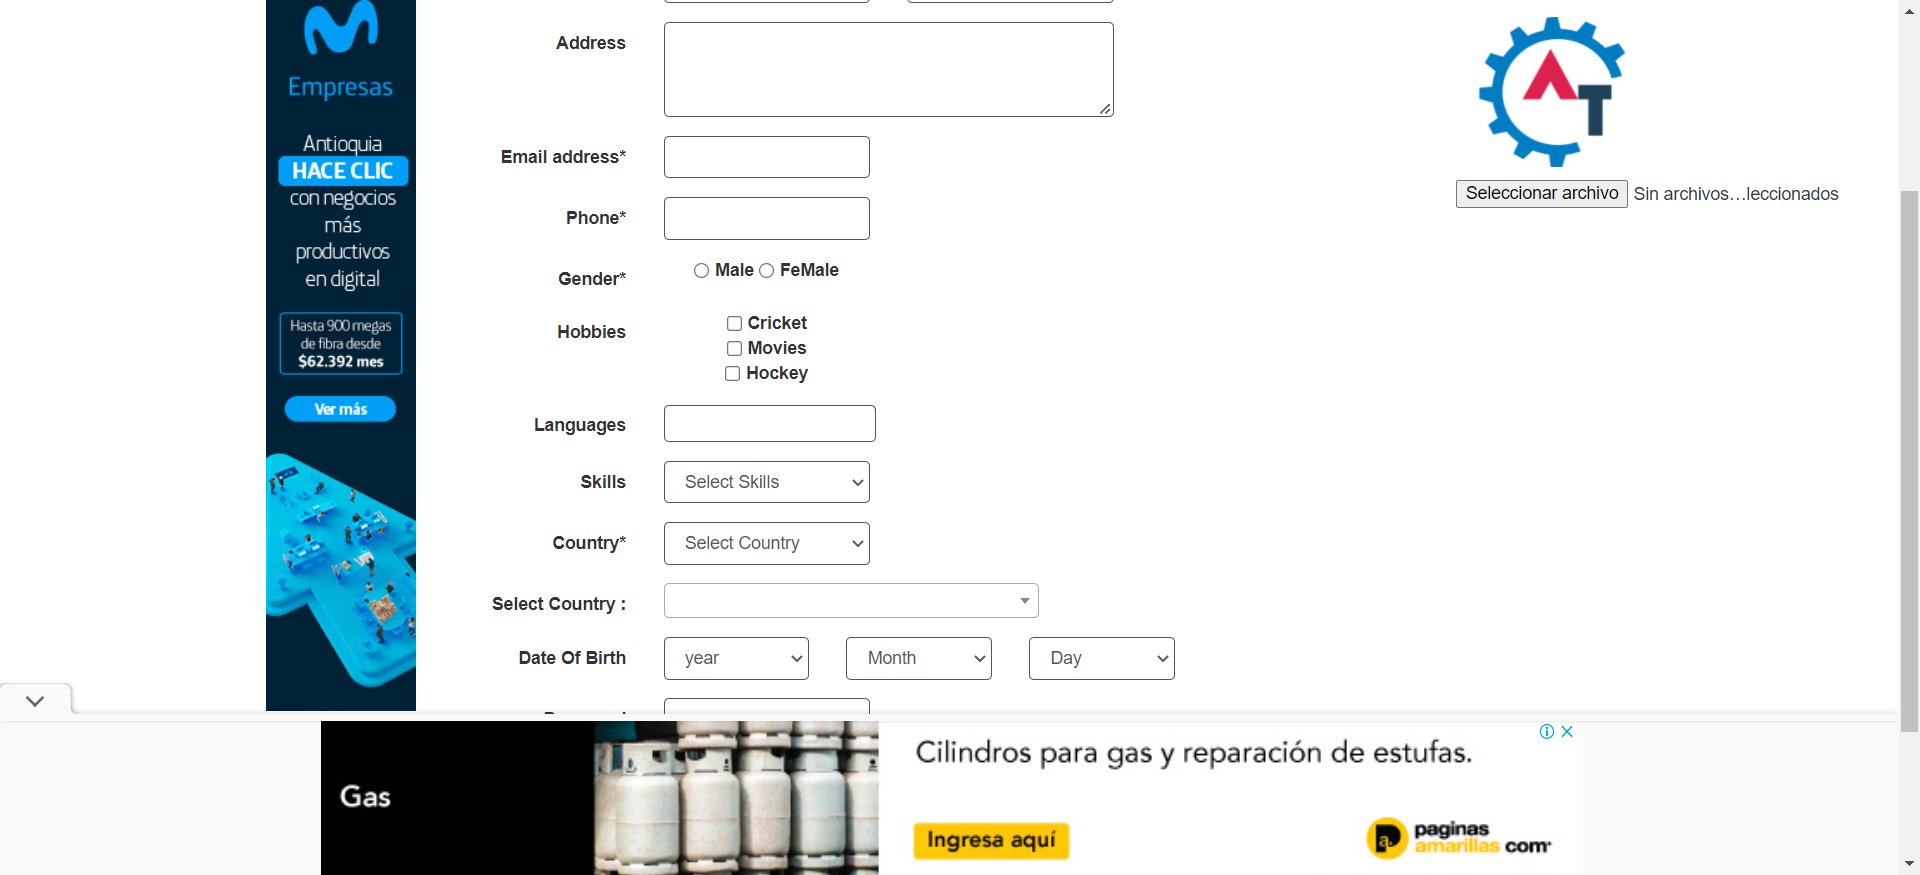 Empresas
Antioquia
HACE CLIC
con negocios
más
productivos
en digital
Hasta 900 megas
de fibra desde
$62.392 mes
Ver más
Address
Email address*
Phone*
Gender*
Male FeMale
Hobbies
Cricket
Movies
Hockey
Languages
Skills
Select Skills
Country*
Select Country
Select Country :
Date Of Birth
year Month Day
AT
Seleccionar archivo Sin archivos…leccionados
Gas
Cilindros para gas y reparación de estufas.
Ingresa aquí
Pa.
paginas
amarillas com